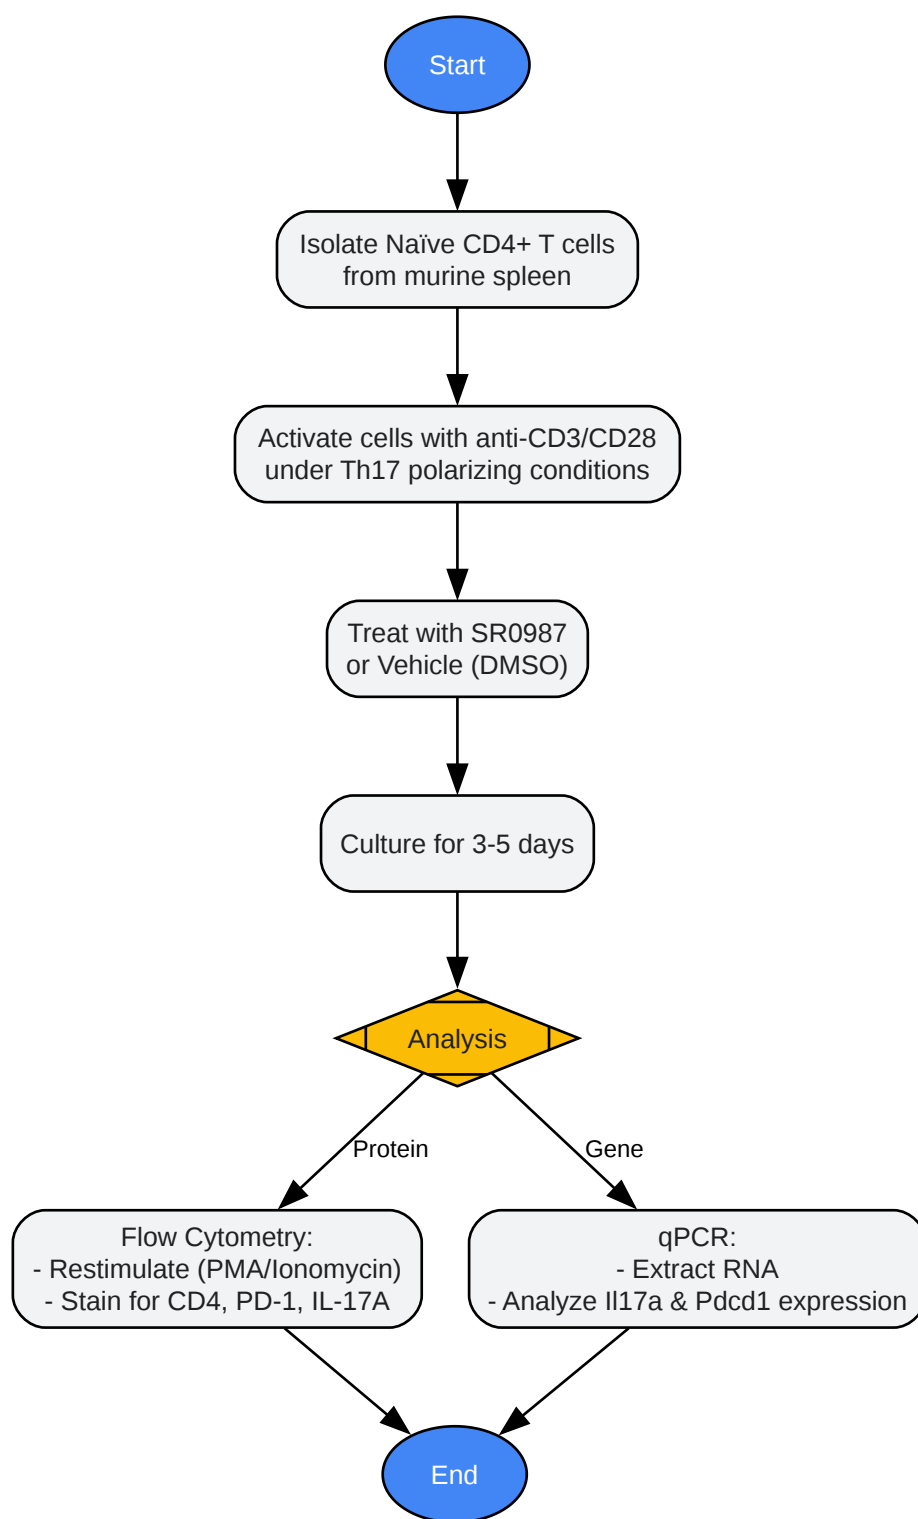 Start
Isolate Naïve CD4+ T cells
from murine spleen
Activate cells with anti-CD3/CD28
under Th17 polarizing conditions
Treat with SR0987
or Vehicle (DMSO)
Culture for 3-5 days
Analysis
Protein
Gene
Flow Cytometry:
- Restimulate (PMA/Ionomycin)
- Stain for CD4, PD-1, IL-17A
qPCR:
- Extract RNA
- Analyze Il17a & Pdcd1 expression
End